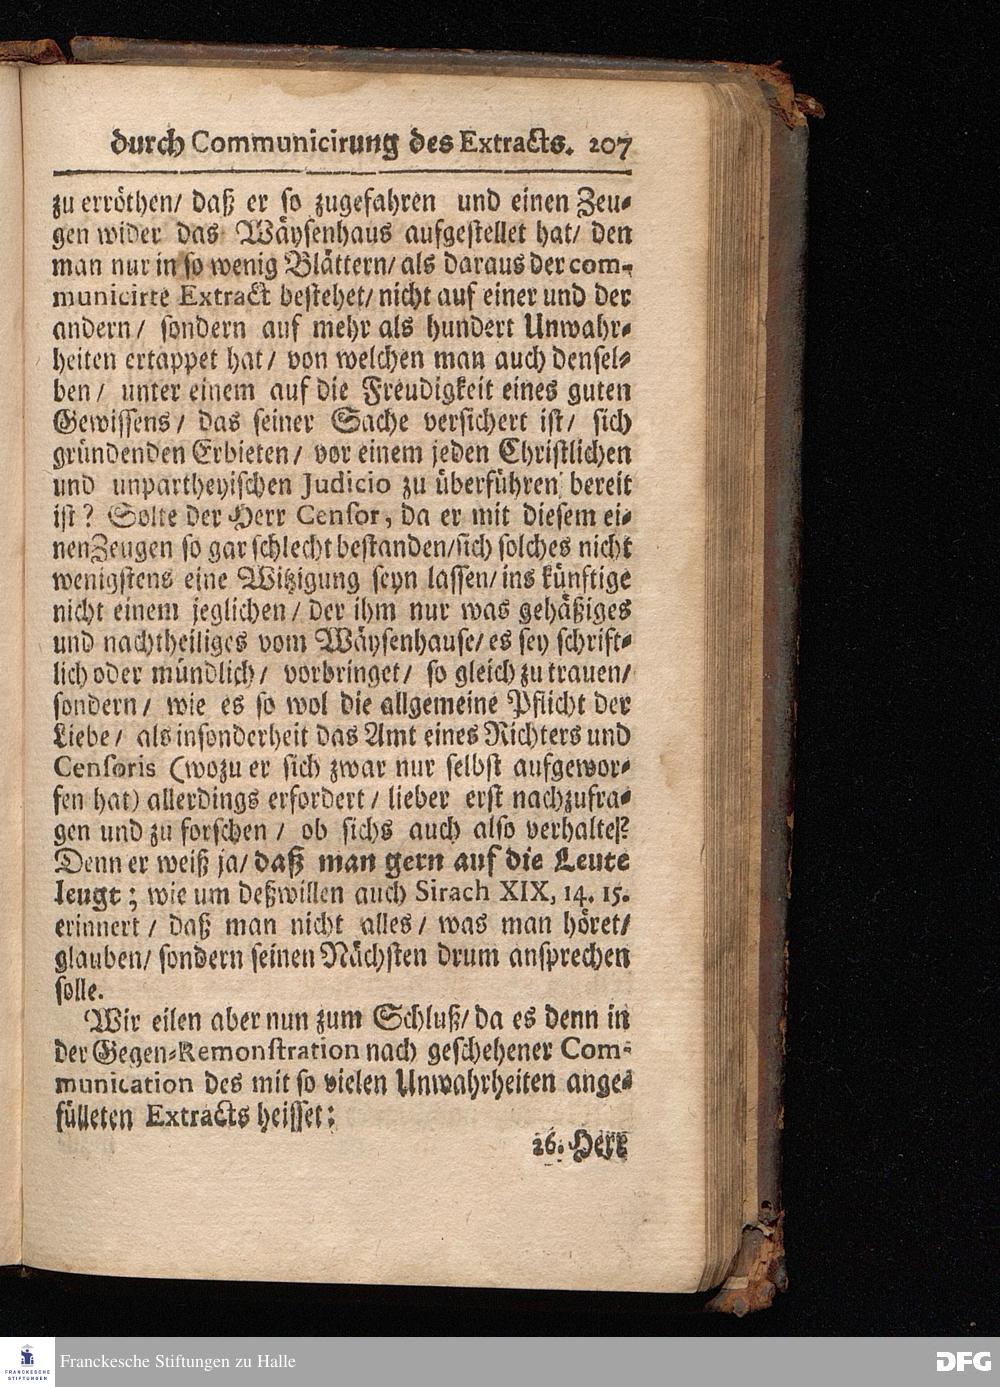 durch Communicirung des Extracts. 207
zu erröthen/ daß er so zugefahren und einen Zeu-
gen wider das Wäysenhaus aufgestellet hat/ den
man nur in so wenig Blättern/ als daraus der com-
municirte Extract bestehet/ nicht auf einer und der
andern/ sondern auf mehr als hundert Unwahr-
heiten ertappet hat/ von welchen man auch densel-
ben/ unter einem auf die Freudigkeit eines guten
Gewissens/ das seiner Sache versichert ist/ sich
gründenden Erbieten/ vor einem jeden Christlichen
und unpartheyischen Judicio zu überführen bereit
ist? Solte der Herr Censor, da er mit diesem ei-
nen Zeugen so gar schlecht bestanden/ sich solches nicht
wenigstens eine Witzigung seyn lassen/ ins künftige
nicht einem jeglichen/ der ihm nur was gehäßiges
und nachtheiliges vom Wäysenhause/ es sey schrift-
lich oder mündlich/ vorbringet/ so gleich zu trauen/
sondern/ wie es so wol die allgemeine Pflicht der
Liebe/ als insonderheit das Amt eines Richters und
Censoris (wozu er sich zwar nur selbst aufgewor-
fen hat) allerdings erfordert/ lieber erst nachzufra-
gen und zu forschen/ ob sichs auch also verhalte?
Denn er weiß ja/ daß man gern auf die Leute
leugt; wie um deßwillen auch Sirach XIX, 14. 15.
erinnert/ daß man nicht alles/ was man höret/
glauben/ sondern seinen Nächsten drum ansprechen
solle.
Wir eilen aber nun zum Schluß/ da es denn in
der Gegen-Remonstration nach geschehener Com-
munication des mit so vielen Unwahrheiten ange-
fülleten Extracts heisset:
26. Herr
FRANCKESCHE
STIFTUNGEN
Franckesche Stiftungen zu Halle
DFG